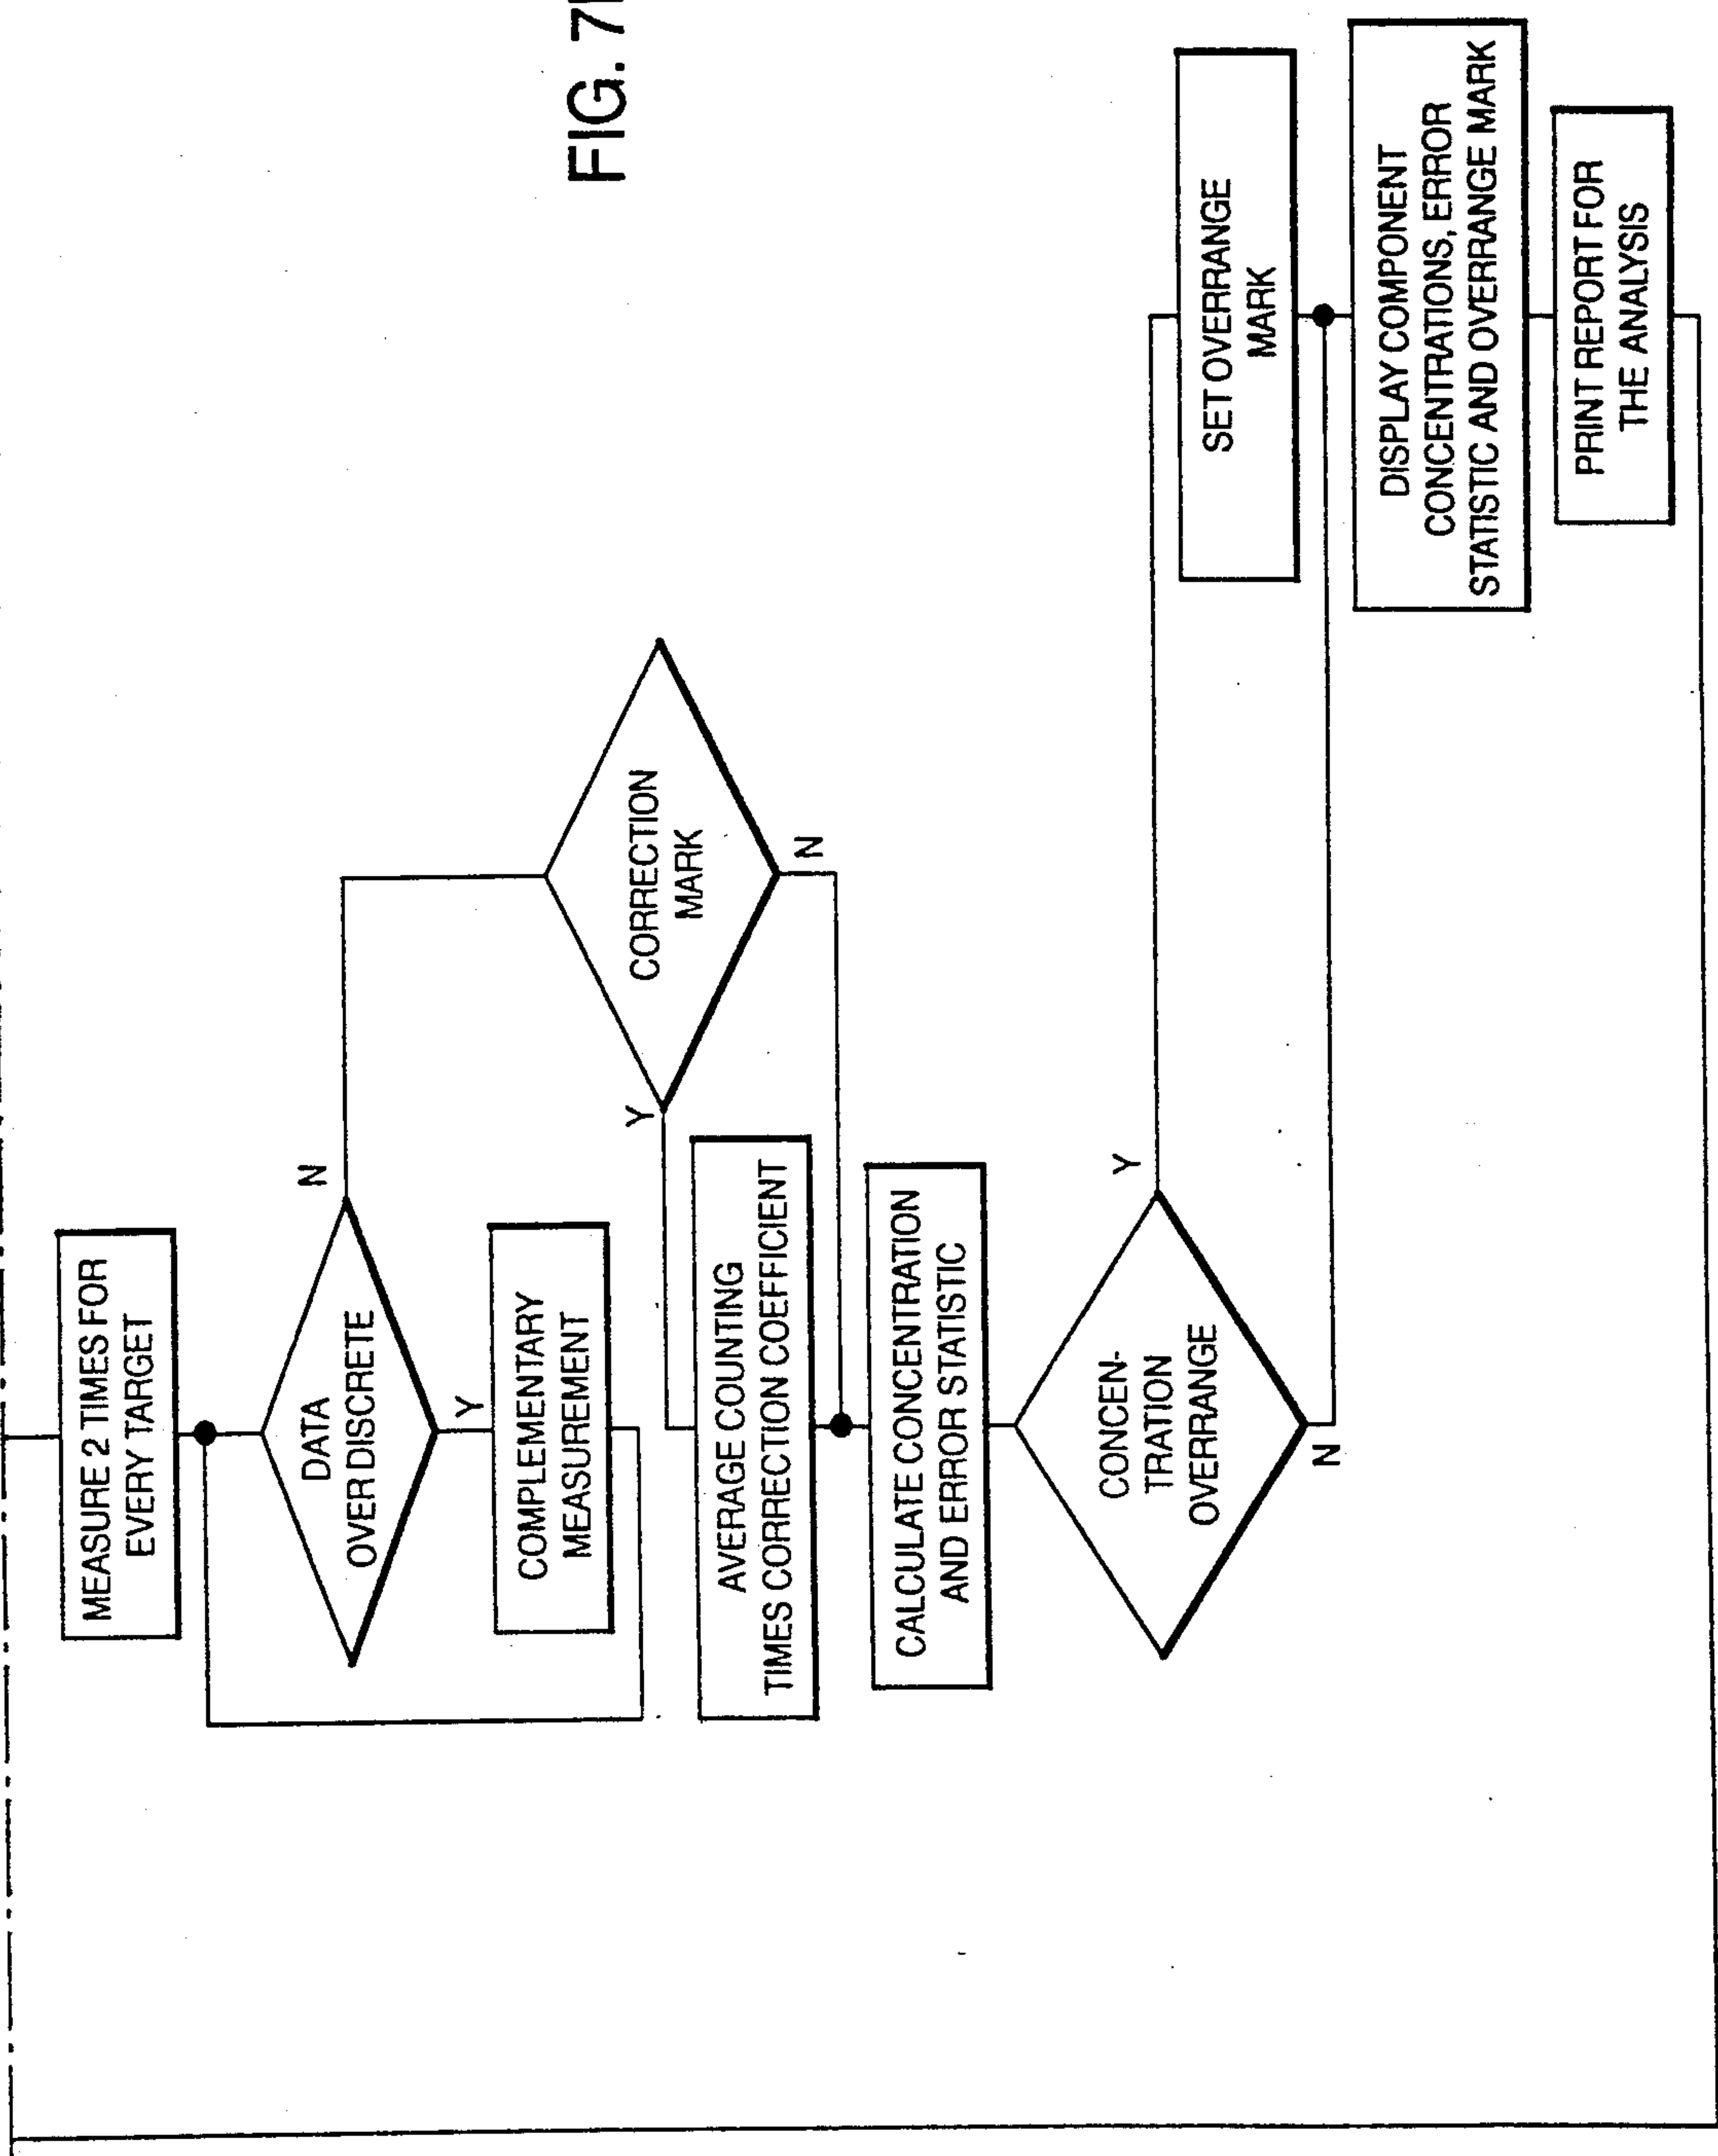 MEASURE 2 TIMES FOR
EVERY TARGET
DATA
OVER DISCRETE
N
Y
COMPLEMENTARY
MEASUREMENT
CORRECTION
MARK
Y
N
AVERAGE COUNTING
TIMES CORRECTION COEFFICIENT
CALCULATE CONCENTRATION
AND ERROR STATISTIC
CONCEN-
TRATION
OVERRANGE
Y
N
SET OVERRANGE
MARK
DISPLAY COMPONENT
CONCENTRATIONS, ERROR
STATISTIC AND OVERRANGE MARK
PRINT REPORT FOR
THE ANALYSIS
FIG. 7